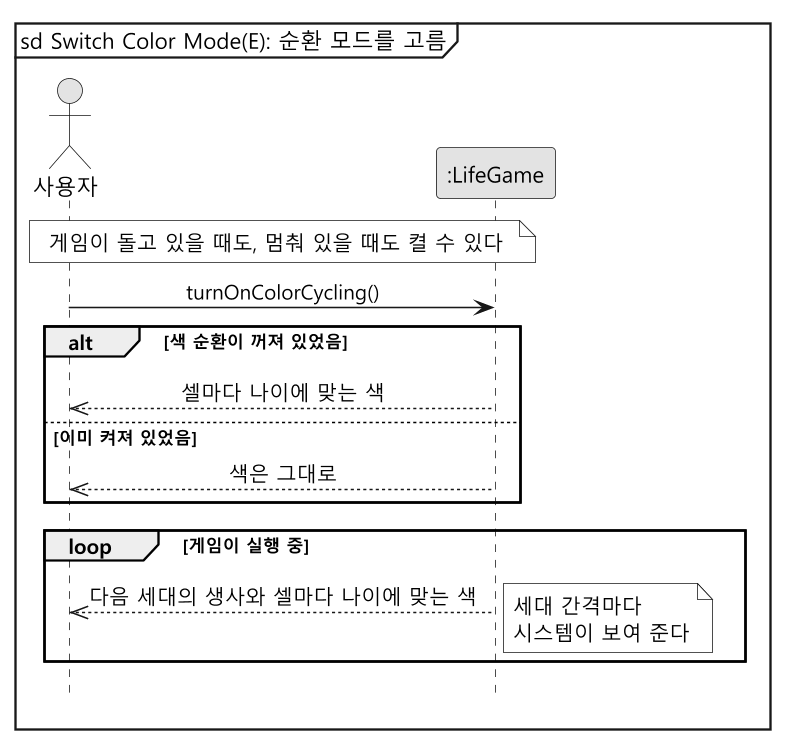 sd Switch Color Mode(E): 순환 모드를 고름
사용자
:LifeGame
게임이 돌고 있을 때도, 멈춰 있을 때도 켤 수 있다
turnOnColorCycling()
alt
[색 순환이 꺼져 있었음]
셀마다 나이에 맞는 색
[이미 켜져 있었음]
색은 그대로
loop
[게임이 실행 중]
다음 세대의 생사와 셀마다 나이에 맞는 색
세대 간격마다
시스템이 보여 준다